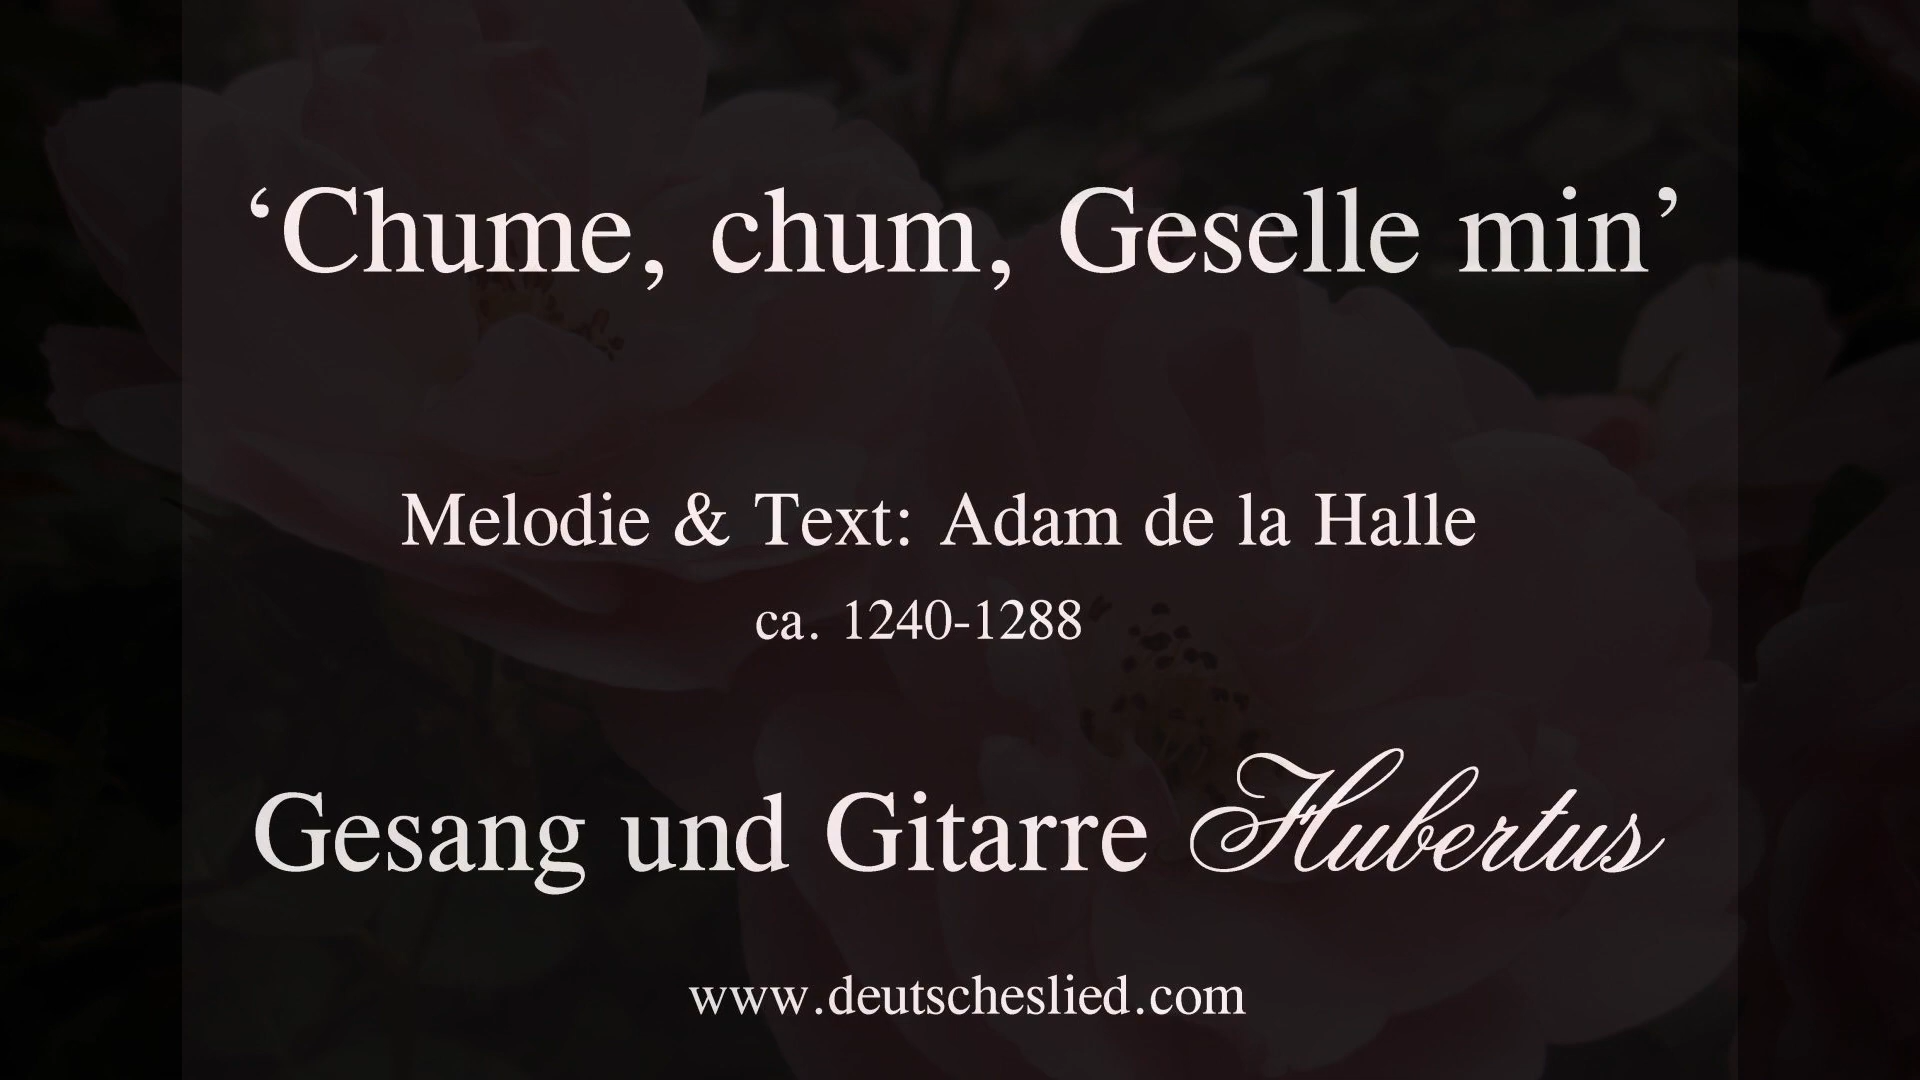 ‘Chume, chum, Geselle min’
Melodie & Text: Adam de la Halle
ca. 1240-1288
Gesang und Gitarre Hubertus
www.deutscheslied.com